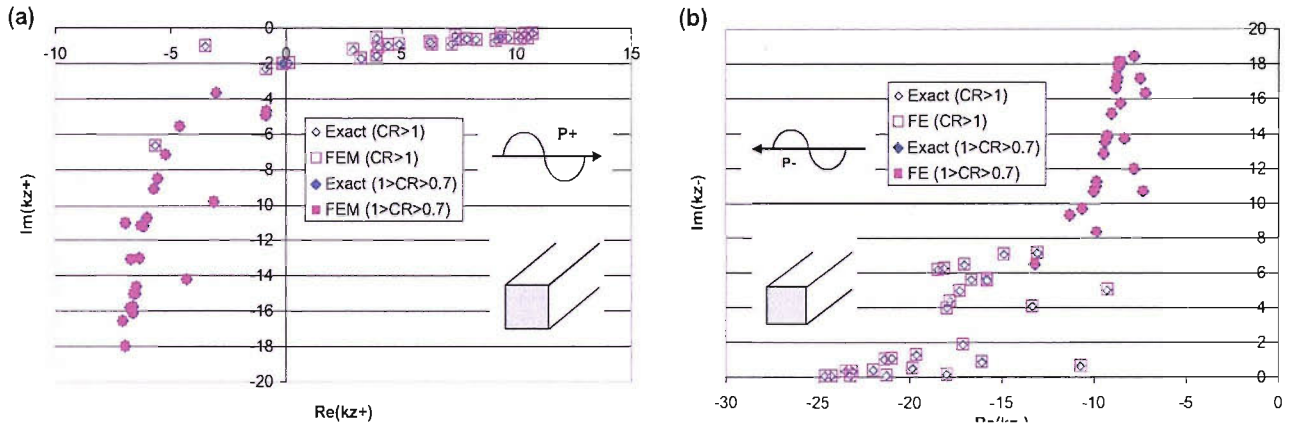 (a)
-10
-5
0
5
10
15
-0
-2
-4
-6
-8
-10
-12
-14
-16
-18
-20
Im(kz+)
Re(kz+)
Exact (CR>1)
FEM (CR>1)
Exact (1>CR>0.7)
FEM (1>CR>0.7)
P+
(b)
20
18
16
14
12
10
8
6
4
2
0
Im(kz-)
Exact (CR>1)
FE (CR>1)
Exact (1>CR>0.7)
FE (1>CR>0.7)
P-
-30
-25
-20
-15
-10
-5
0